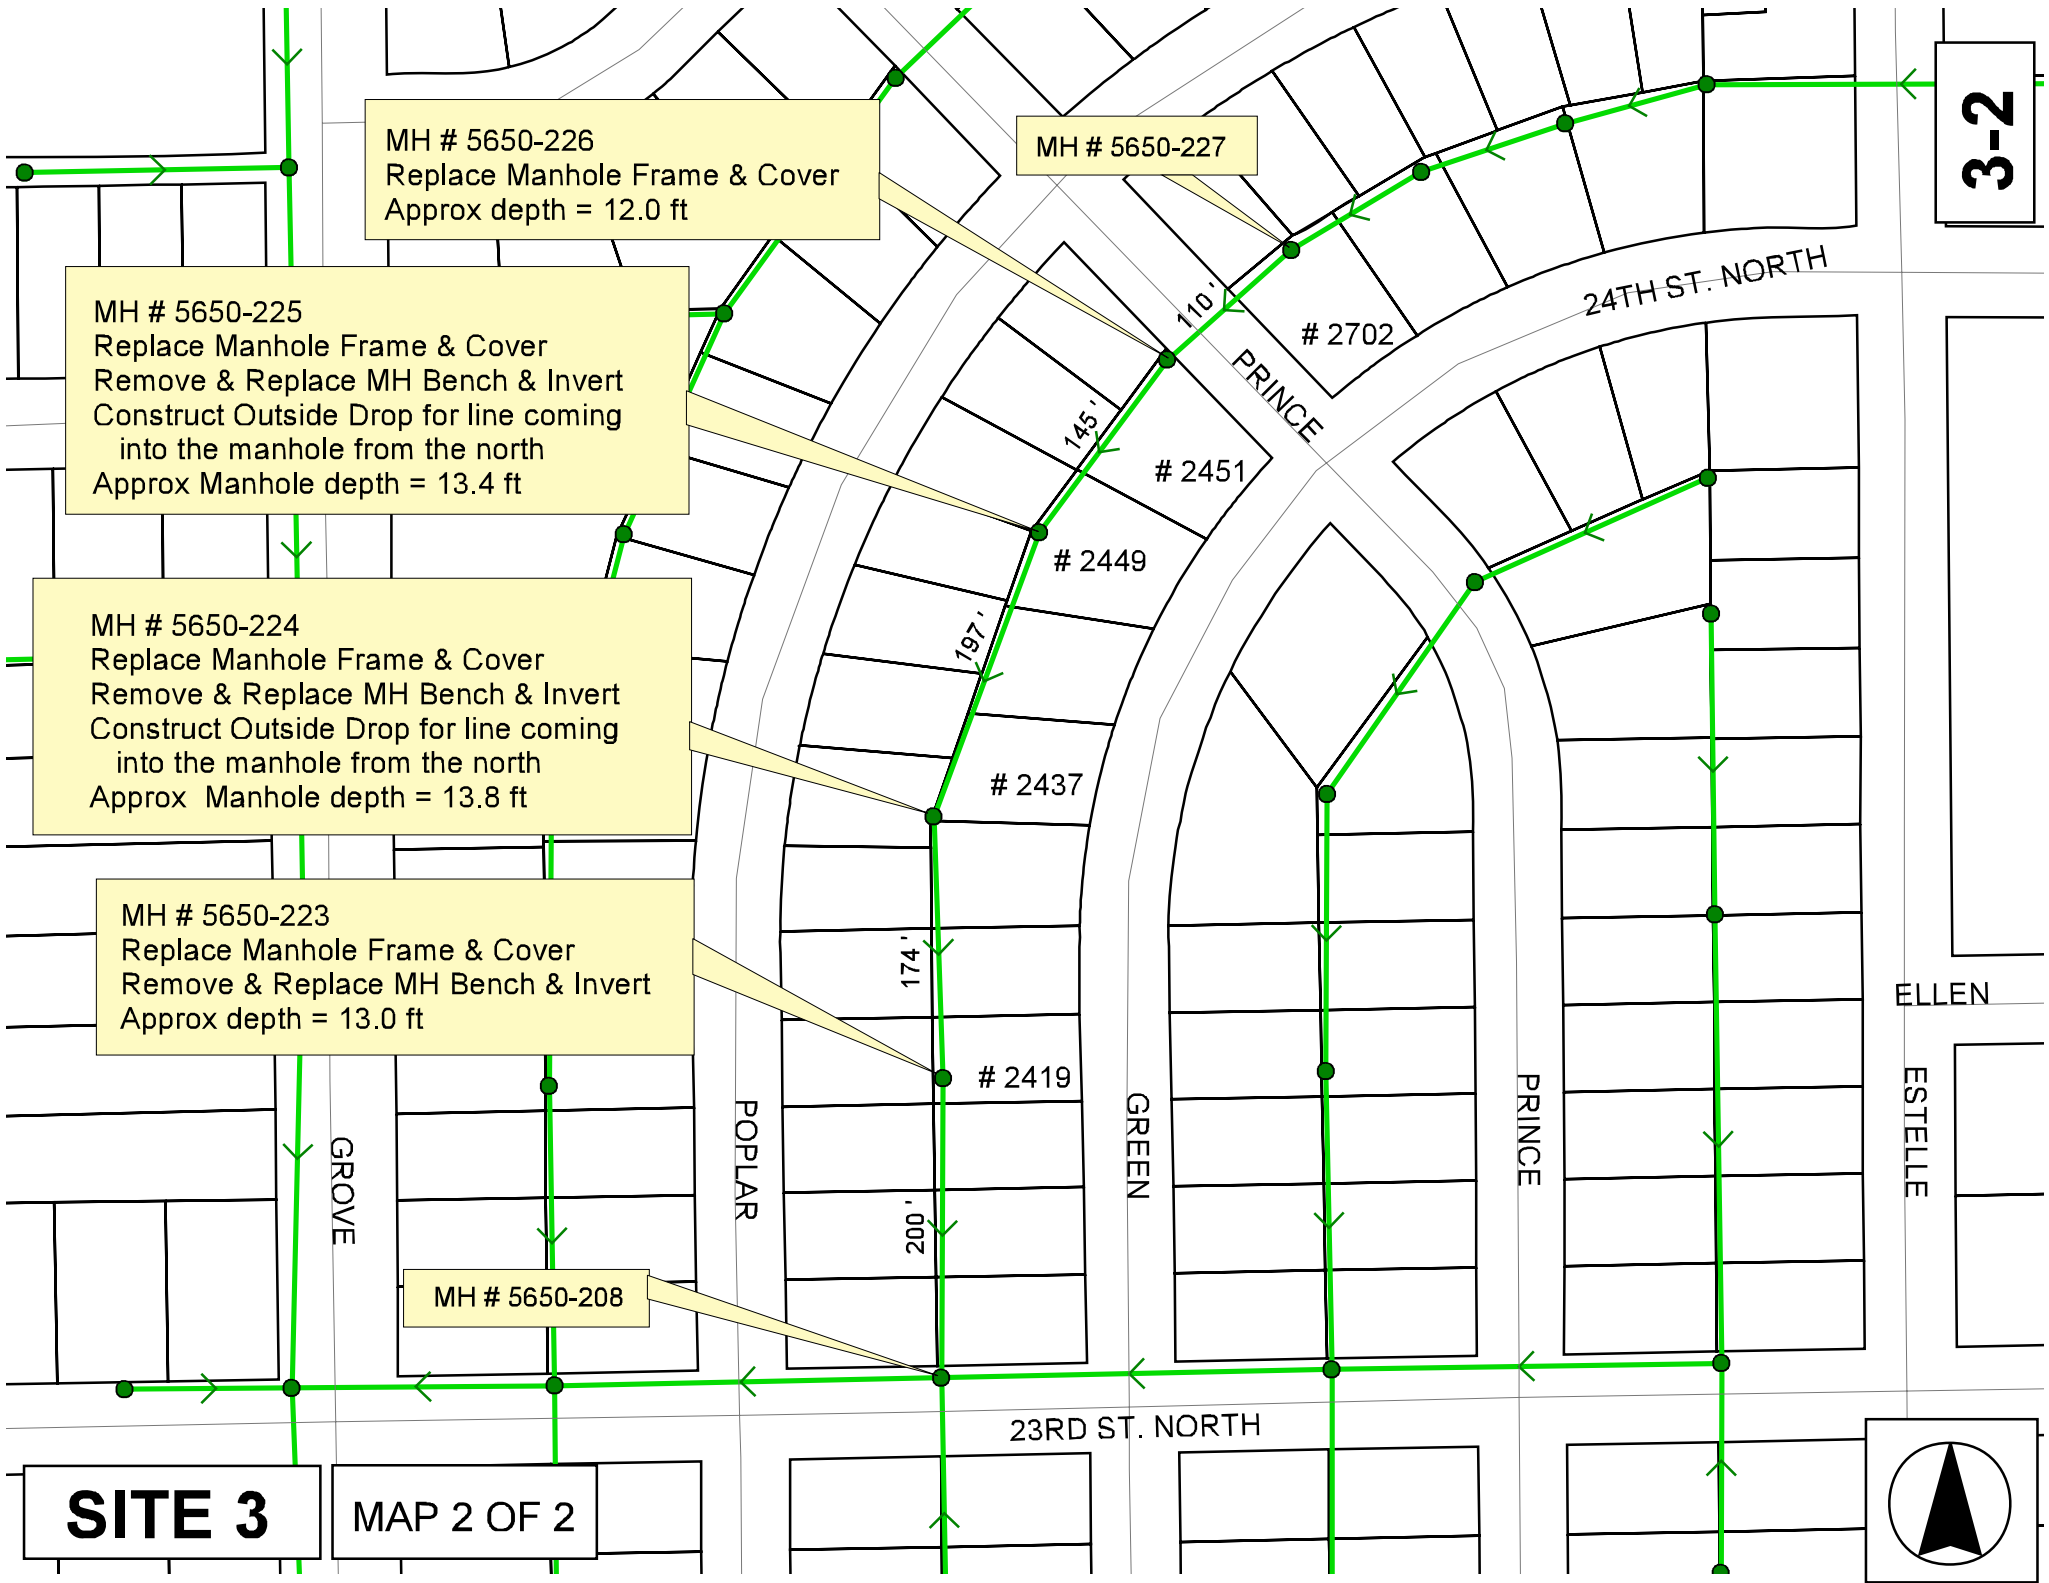 3-2
MH # 5650-226
Replace Manhole Frame & Cover
Approx depth = 12.0 ft
MH # 5650-227
MH # 5650-225
Replace Manhole Frame & Cover
Remove & Replace MH Bench & Invert
Construct Outside Drop for line coming
into the manhole from the north
Approx Manhole depth = 13.4 ft
110 '
# 2702
24TH ST. NORTH
PRINCE
145 '
# 2451
# 2449
197 '
MH # 5650-224
Replace Manhole Frame & Cover
Remove & Replace MH Bench & Invert
Construct Outside Drop for line coming
into the manhole from the north
Approx  Manhole depth = 13.8 ft
# 2437
MH # 5650-223
Replace Manhole Frame & Cover
Remove & Replace MH Bench & Invert
Approx depth = 13.0 ft
174 '
ELLEN
# 2419
GROVE
POPLAR
GREEN
PRINCE
ESTELLE
200 '
MH # 5650-208
23RD ST. NORTH
SITE 3
MAP 2 OF 2